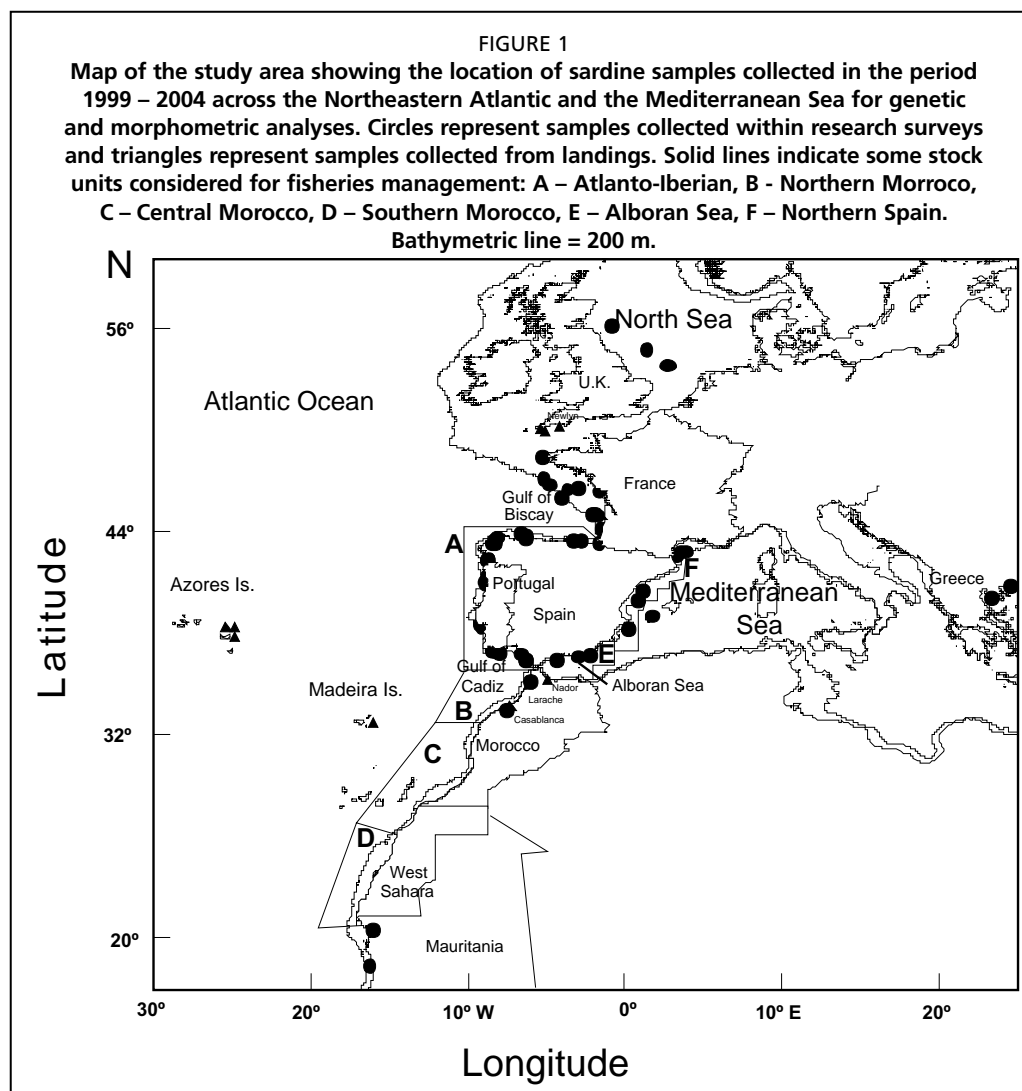 FIGURE 1
Map of the study area showing the location of sardine samples collected in the period
1999 – 2004 across the Northeastern Atlantic and the Mediterranean Sea for genetic
and morphometric analyses. Circles represent samples collected within research surveys
and triangles represent samples collected from landings. Solid lines indicate some stock
units considered for fisheries management: A – Atlanto-Iberian, B - Northern Morroco,
C – Central Morocco, D – Southern Morocco, E – Alboran Sea, F – Northern Spain.
Bathymetric line = 200 m.
N
56º
North Sea
U.K.
Atlantic Ocean
Newlyn
France
Gulf of
Biscay
44º
A
F
Portugal
Greece
Azores Is.
Mediterranean
Spain
Sea
E
Gulf of
Cadiz
Alboran Sea
Nador
Madeira Is.
Larache
B
Casablanca
32º
Morocco
C
D
West
Sahara
20º
Mauritania
Latitude
30º
20º
10º W
0º
10º E
20º
Longitude